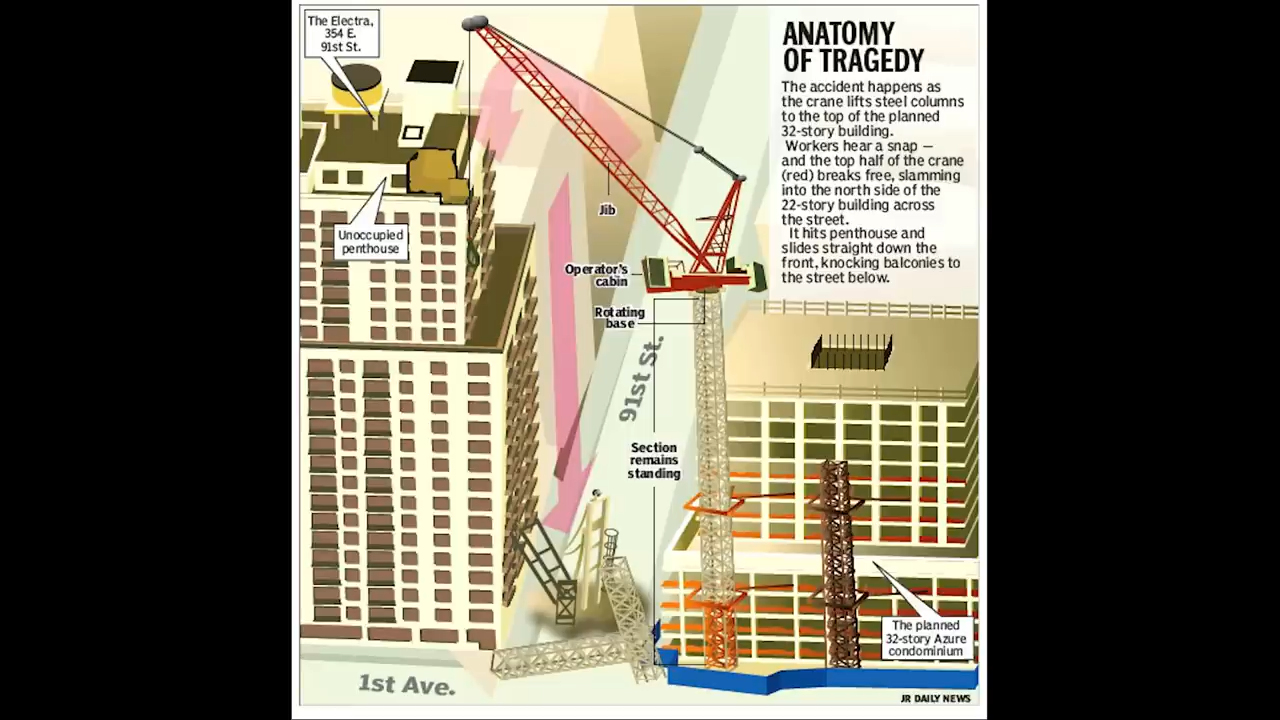 The Electra,
354 E.
91st St.
ANATOMY
OF TRAGEDY
The accident happens as
the crane lifts steel columns
to the top of the planned
32-story building.
Workers hear a snap —
and the top half of the crane
(red) breaks free, slamming
into the north side of the
22-story building across
the street.
It hits penthouse and
slides straight down the
front, knocking balconies to
the street below.
Jib
Unoccupied
penthouse
Operator's
cabin
Rotating
base
91st St.
Section
remains
standing
The planned
32-story Azure
condominium
1st Ave.
JR DAILY NEWS